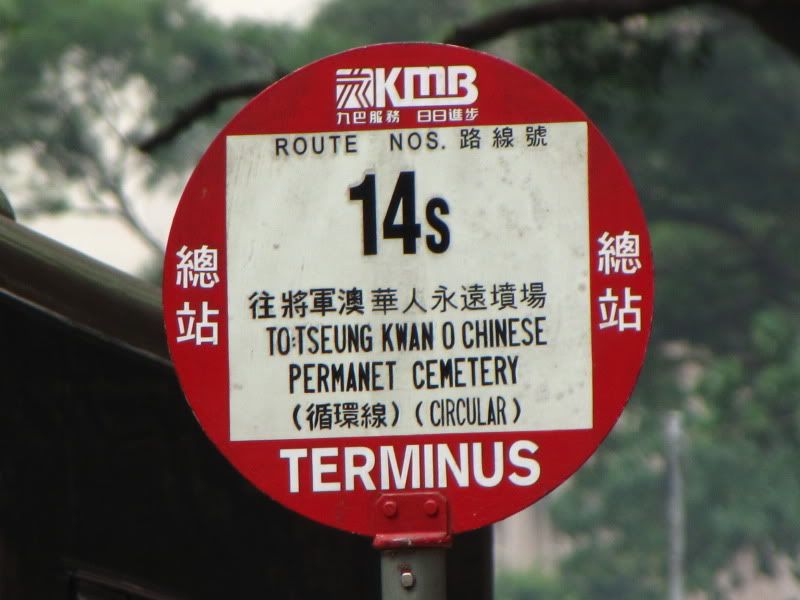 KMB
九巴服務 日日進步
ROUTE NOS. 路線號
14S
往將軍澳華人永遠墳場
TO:TSEUNG KWAN O CHINESE
PERMANET CEMETERY
(循環線) (CIRCULAR)
總站
總站
TERMINUS